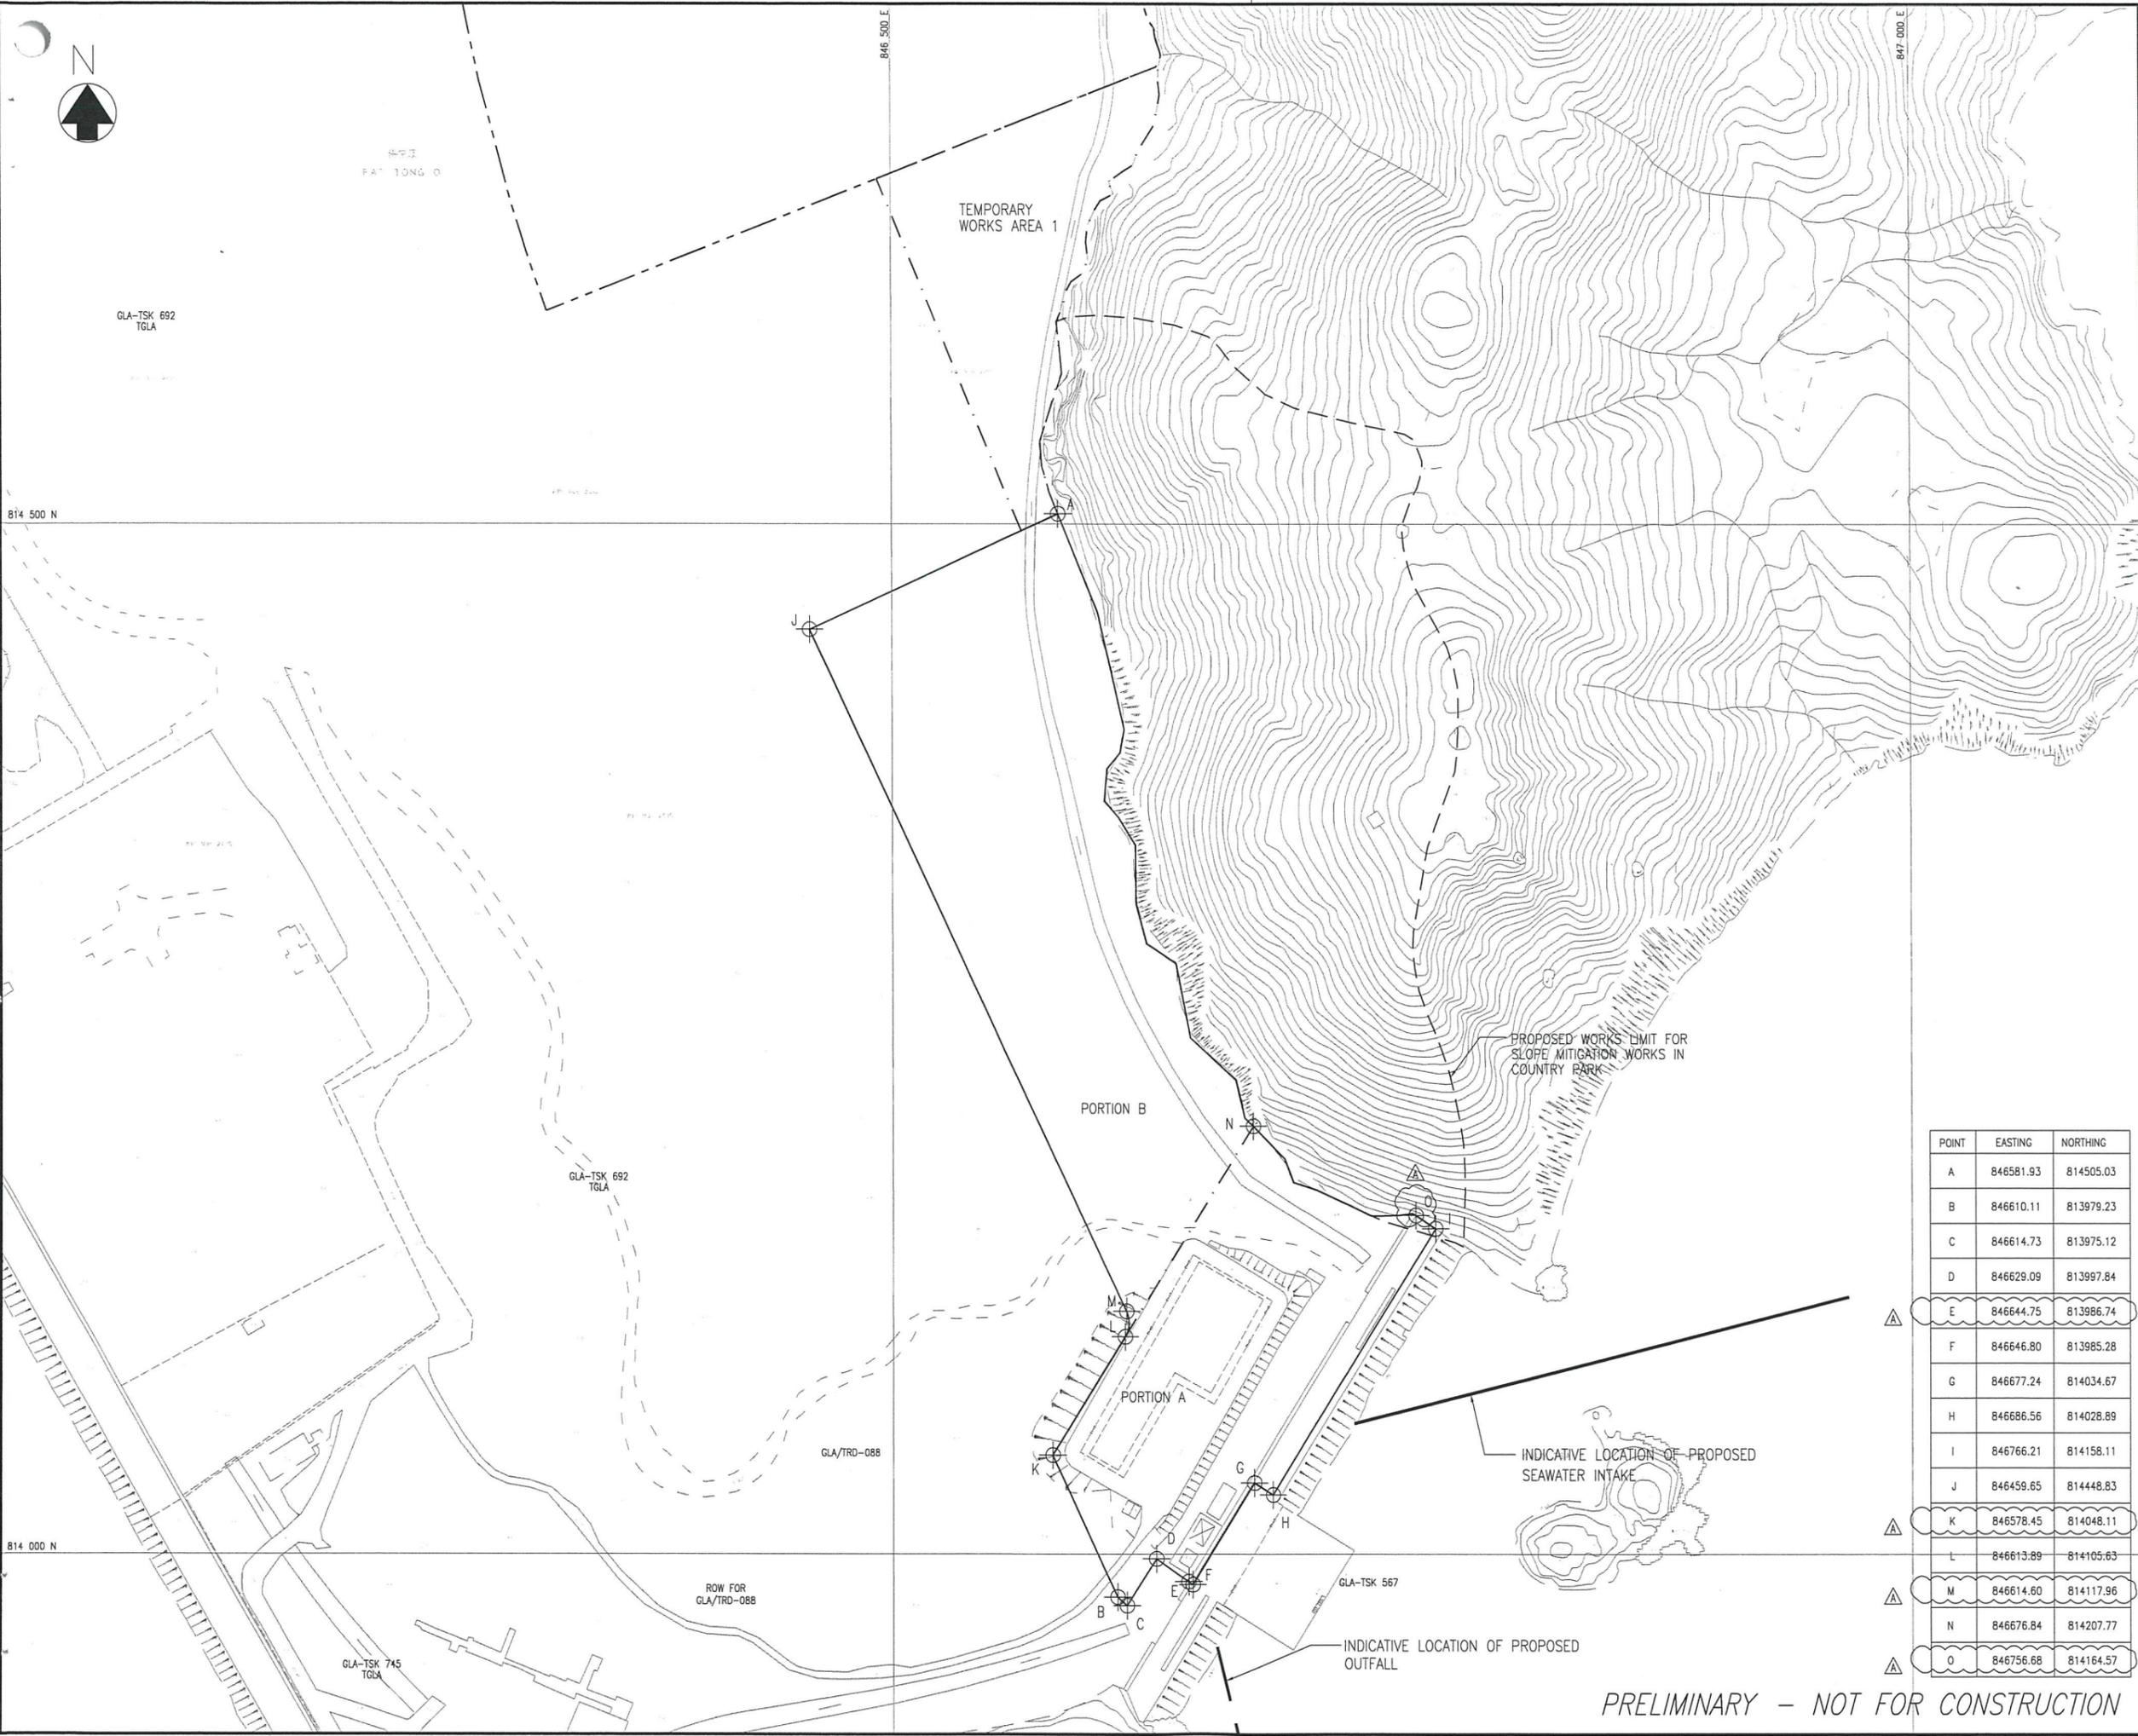 846 500 E
847 000 E
N
TEMPORARY
WORKS AREA 1
GLA-TSK 692
TGLA
814 500 N
A
J
PROPOSED WORKS LIMIT FOR
SLOPE MITIGATION WORKS IN
COUNTRY PARK
PORTION B
N
A
O
I
GLA-TSK 692
TGLA
M
L
PORTION A
K
GLA/TRD-088
G
H
INDICATIVE LOCATION OF PROPOSED
SEAWATER INTAKE
814 000 N
D
E
F
B
C
GLA-TSK 567
ROW FOR
GLA/TRD-088
INDICATIVE LOCATION OF PROPOSED
OUTFALL
GLA-TSK 745
TGLA
POINT EASTING NORTHING
A 846581.93 814505.03
B 846610.11 813979.23
C 846614.73 813975.12
D 846629.09 813997.84
A E 846644.75 813986.74
F 846646.80 813985.28
G 846677.24 814034.67
H 846686.56 814028.89
I 846766.21 814158.11
J 846459.65 814448.83
A K 846578.45 814048.11
L 846613.89 814105.63
A M 846614.60 814117.96
N 846676.84 814207.77
A O 846756.68 814164.57
PRELIMINARY – NOT FOR CONSTRUCTION